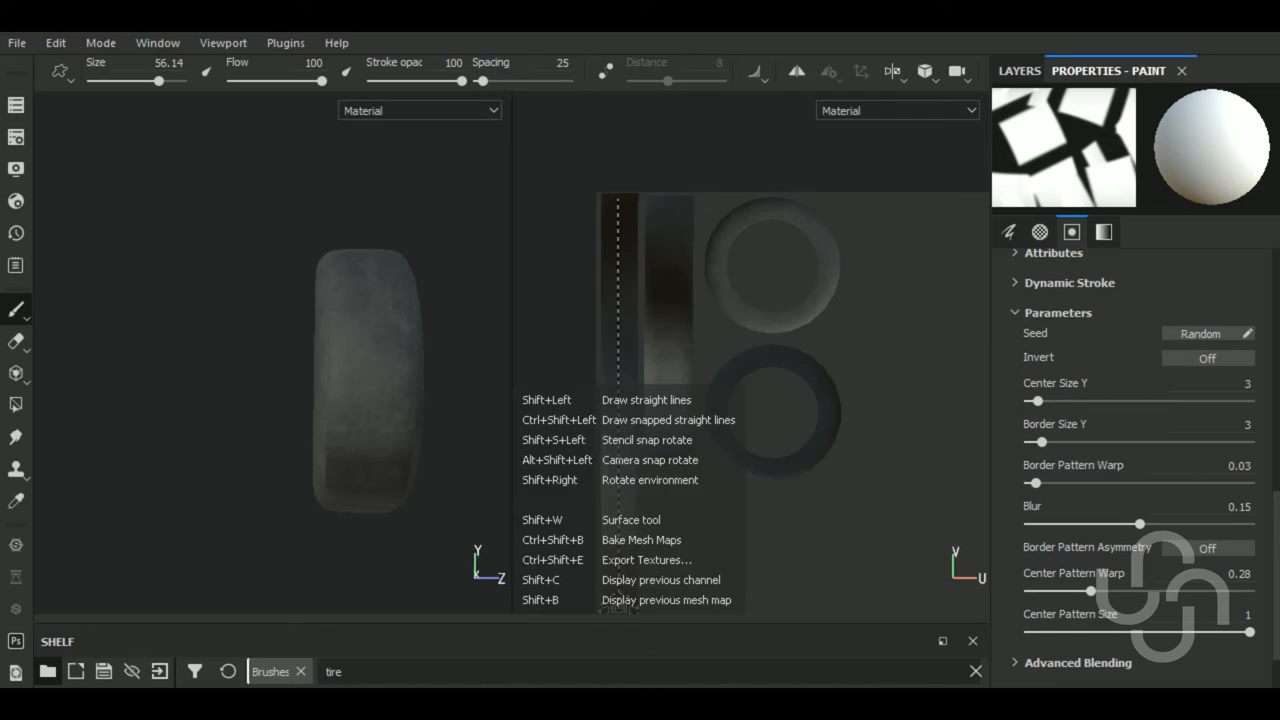 File Edit Mode Window Viewport Plugins Help
Size 56.14 Flow 100 Stroke opac 100 Spacing 25 Distance 8
LAYERS PROPERTIES - PAINT
Material
Material
Attributes
Dynamic Stroke
Parameters
Seed Random
Invert Off
Center Size Y 3
Border Size Y 3
Border Pattern Warp 0.03
Blur 0.15
Border Pattern Asymmetry Off
Center Pattern Warp 0.28
Center Pattern Size 1
Advanced Blending
Shift+Left Draw straight lines
Ctrl+Shift+Left Draw snapped straight lines
Shift+S+Left Stencil snap rotate
Alt+Shift+Left Camera snap rotate
Shift+Right Rotate environment
Shift+W Surface tool
Ctrl+Shift+B Bake Mesh Maps
Ctrl+Shift+E Export Textures...
Shift+C Display previous channel
Shift+B Display previous mesh map
Y
Z
V
U
Ps
SHELF
Brushes tire